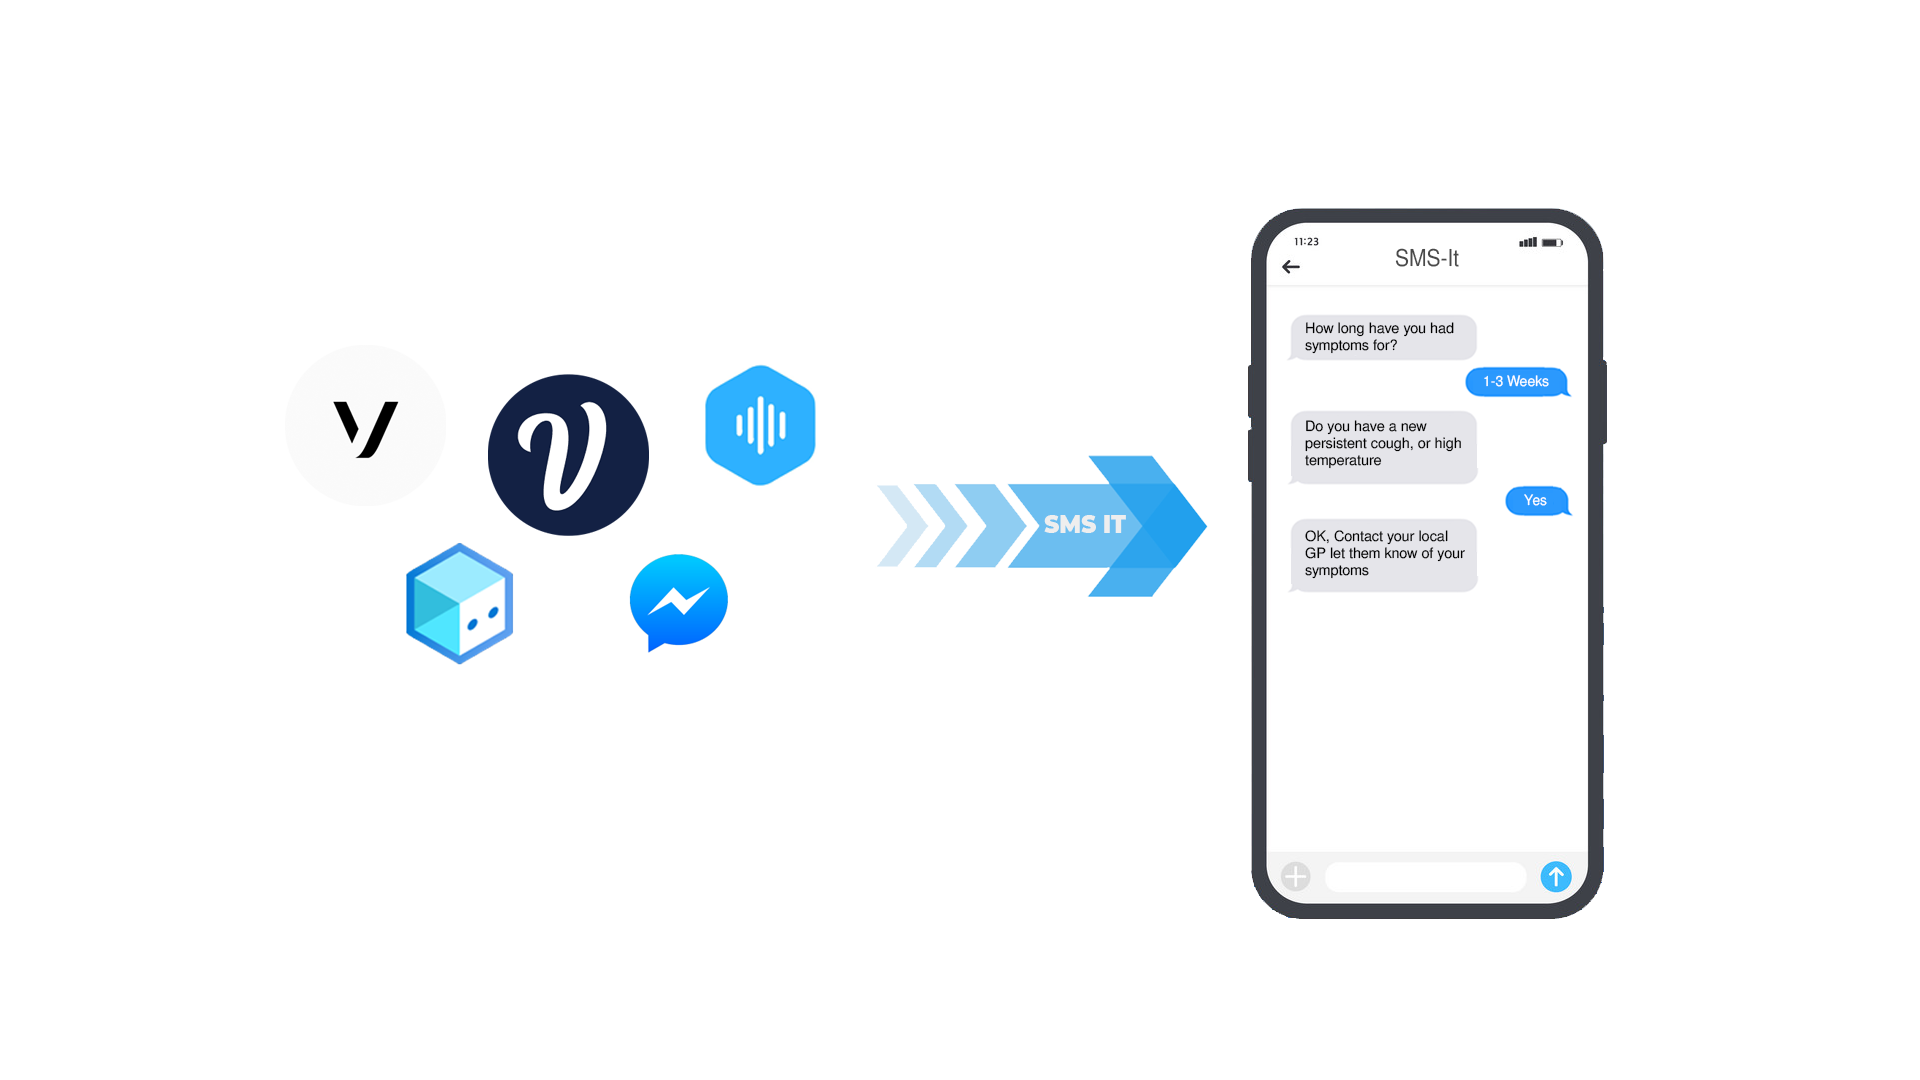 SMS IT
11:23
SMS-It
How long have you had
symptoms for?
1-3 Weeks
Do you have a new
persistent cough, or high
temperature
Yes
OK, Contact your local
GP let them know of your
symptoms